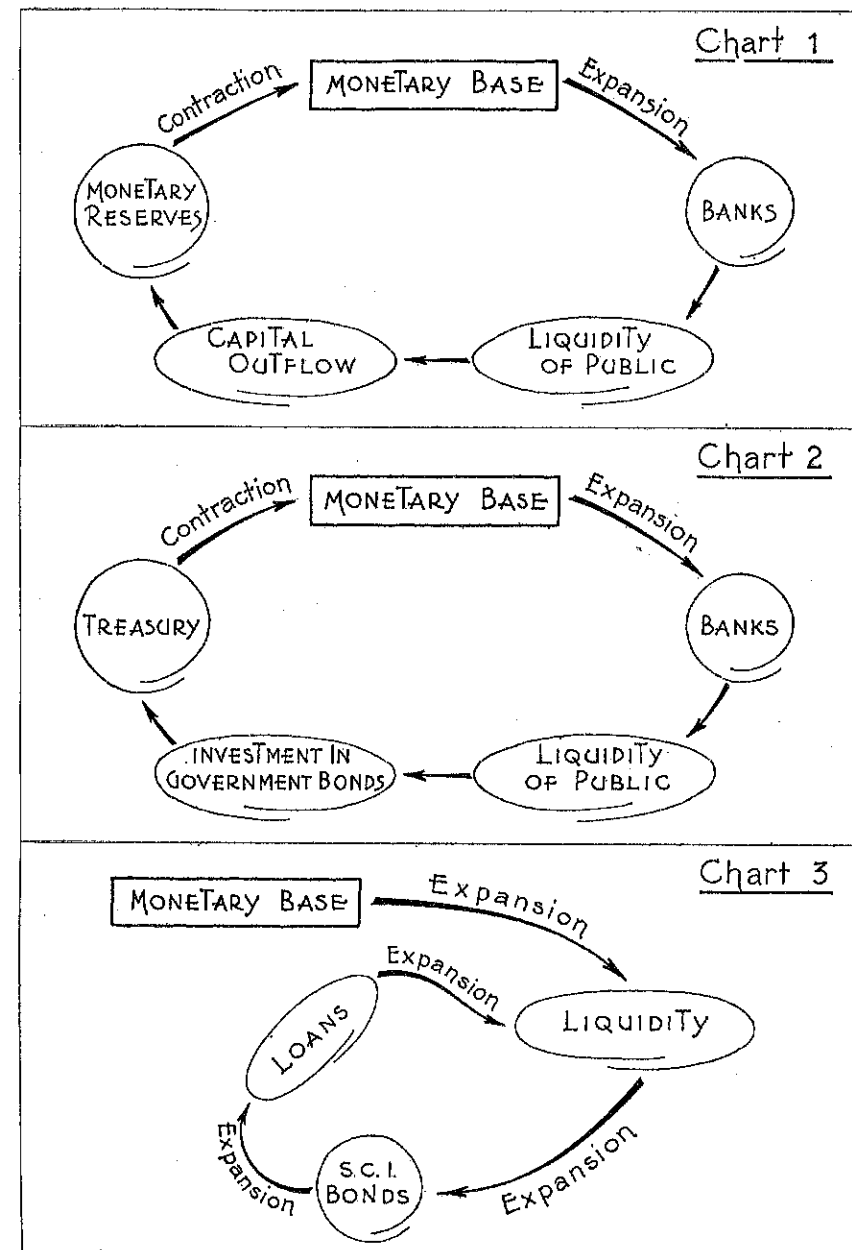 Chart 1
Contraction
MONETARY BASE
Expansion
MONETARY
RESERVES
BANKS
CAPITAL
OUTFLOW
LIQUIDITY
OF PUBLIC
Chart 2
Contraction
MONETARY BASE
Expansion
TREASURY
BANKS
INVESTMENT IN
GOVERNMENT BONDS
LIQUIDITY
OF PUBLIC
Chart 3
MONETARY BASE
Expansion
Expansion
LOANS
LIQUIDITY
Expansion
S.C.I.
BONDS
Expansion